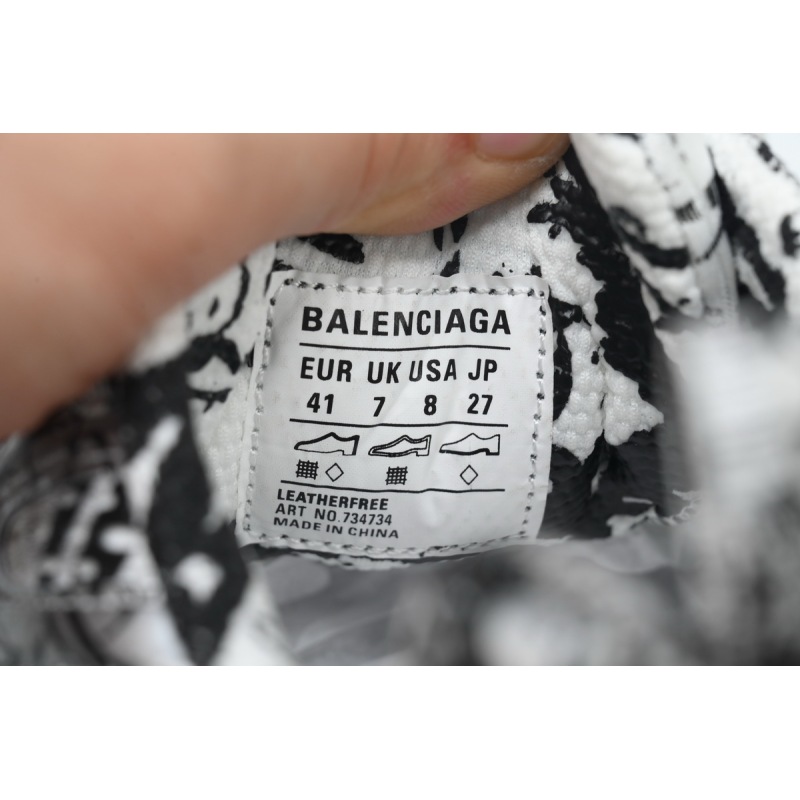 BALENCIAGA
EUR UK USA JP
41 7 8 27
LEATHERFREE
ART NO.734734
MADE IN CHINA